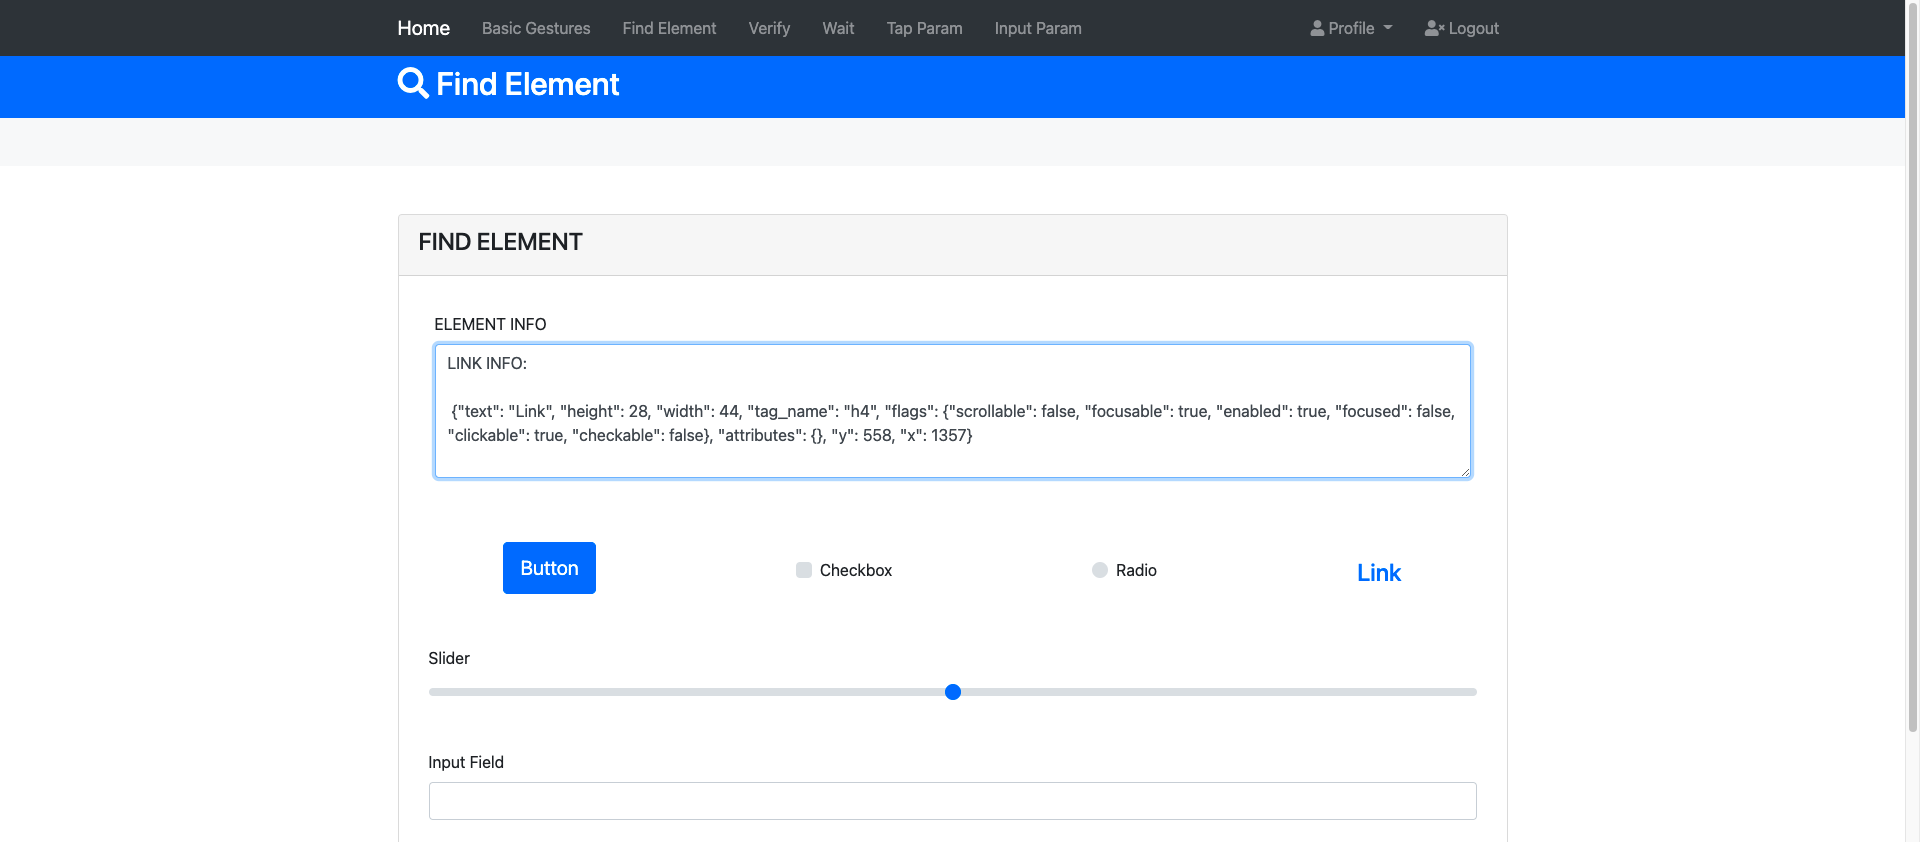 Home Basic Gestures Find Element Verify Wait Tap Param Input Param Profile Logout
Find Element
FIND ELEMENT
ELEMENT INFO
LINK INFO:
{"text": "Link", "height": 28, "width": 44, "tag_name": "h4", "flags": {"scrollable": false, "focusable": true, "enabled": true, "focused": false,
"clickable": true, "checkable": false}, "attributes": {}, "y": 558, "x": 1357}
Button Checkbox Radio Link
Slider
Input Field